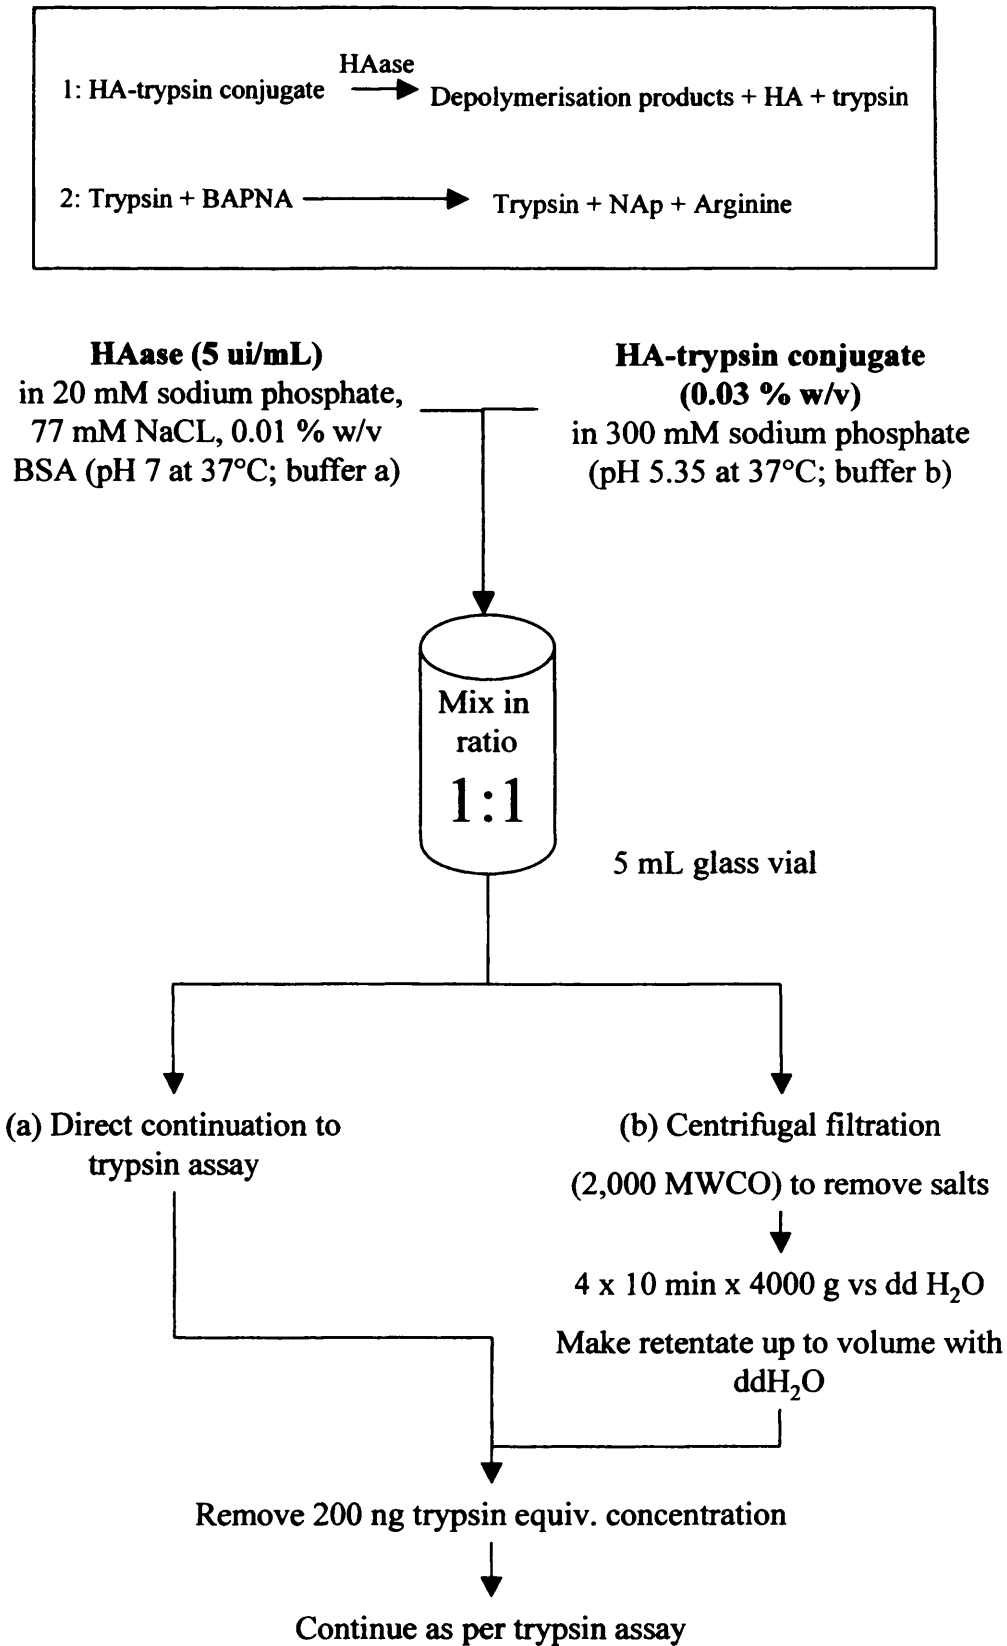 HAase
1: HA-trypsin conjugate Depolymerisation products + HA + trypsin
2: Trypsin + BAPNA Trypsin + NAp + Arginine
HAase (5 ui/mL)
in 20 mM sodium phosphate,
77 mM NaCL, 0.01 % w/v
BSA (pH 7 at 37°C; buffer a)
HA-trypsin conjugate
(0.03 % w/v)
in 300 mM sodium phosphate
(pH 5.35 at 37°C; buffer b)
Mix in
ratio
1:1
5 mL glass vial
(a) Direct continuation to
trypsin assay
(b) Centrifugal filtration
(2,000 MWCO) to remove salts
4 x 10 min x 4000 g vs dd H₂O
Make retentate up to volume with
ddH₂O
Remove 200 ng trypsin equiv. concentration
Continue as per trypsin assay